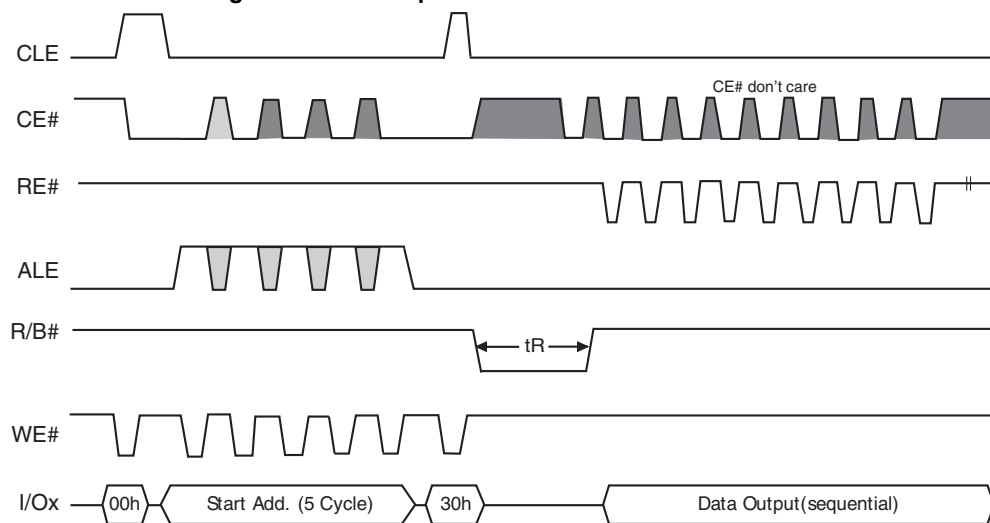 CLE
CE# don't care
CE#
RE#
ALE
R/B#
tR
WE#
I/Ox
00h
Start Add. (5 Cycle)
30h
Data Output(sequential)